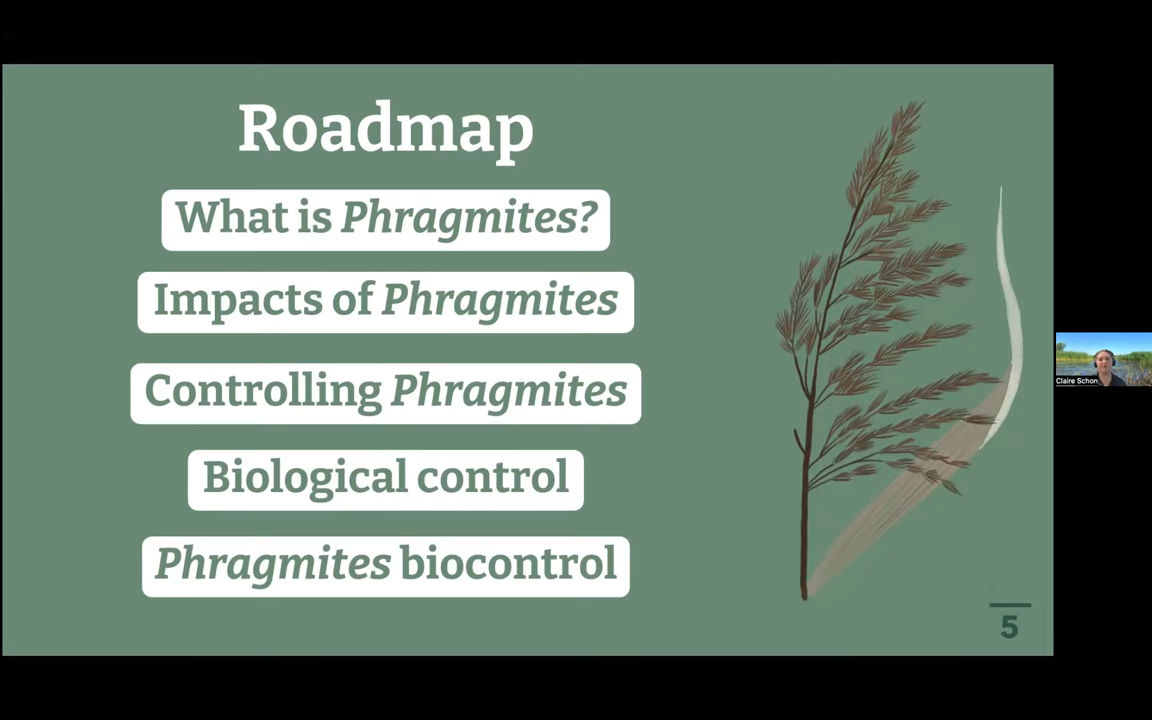 Roadmap
What is Phragmites?
Impacts of Phragmites
Controlling Phragmites
Biological control
Phragmites biocontrol
5
Claire Schon